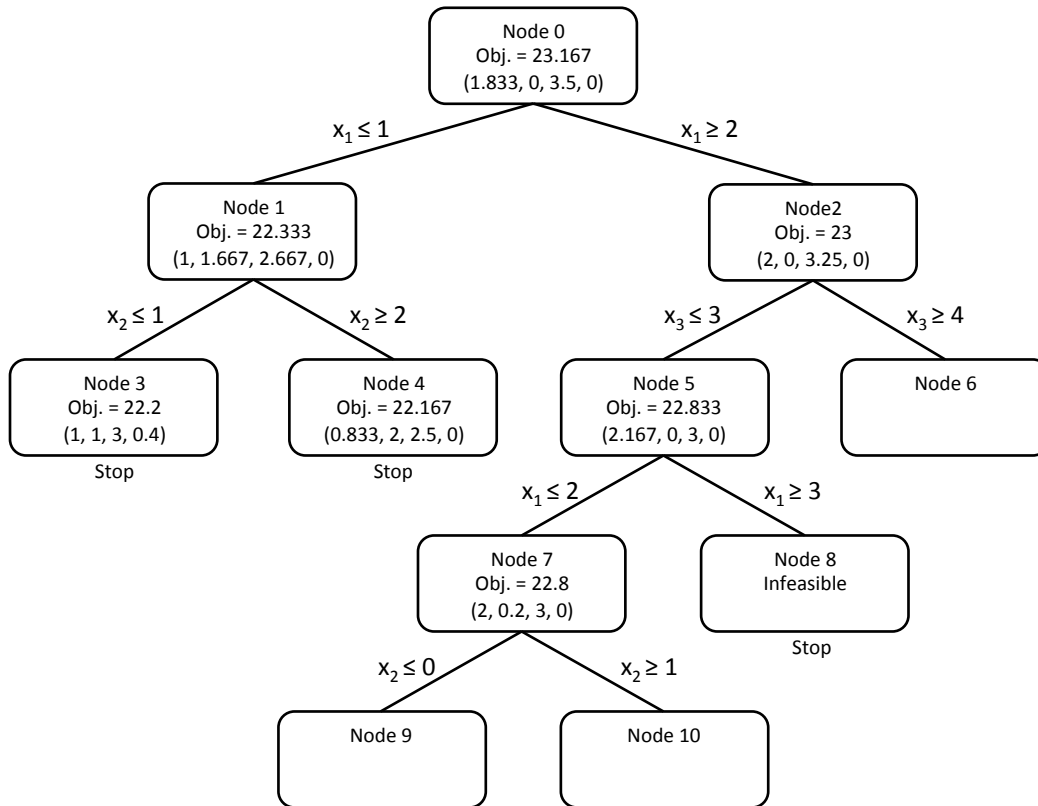 Node 0
Obj. = 23.167
(1.833, 0, 3.5, 0)
x₁ ≤ 1
x₁ ≥ 2
Node 1
Obj. = 22.333
(1, 1.667, 2.667, 0)
Node2
Obj. = 23
(2, 0, 3.25, 0)
x₂ ≤ 1
x₂ ≥ 2
x₃ ≤ 3
x₃ ≥ 4
Node 3
Obj. = 22.2
(1, 1, 3, 0.4)
Stop
Node 4
Obj. = 22.167
(0.833, 2, 2.5, 0)
Stop
Node 5
Obj. = 22.833
(2.167, 0, 3, 0)
Node 6
x₁ ≤ 2
x₁ ≥ 3
Node 7
Obj. = 22.8
(2, 0.2, 3, 0)
Node 8
Infeasible
Stop
x₂ ≤ 0
x₂ ≥ 1
Node 9
Node 10